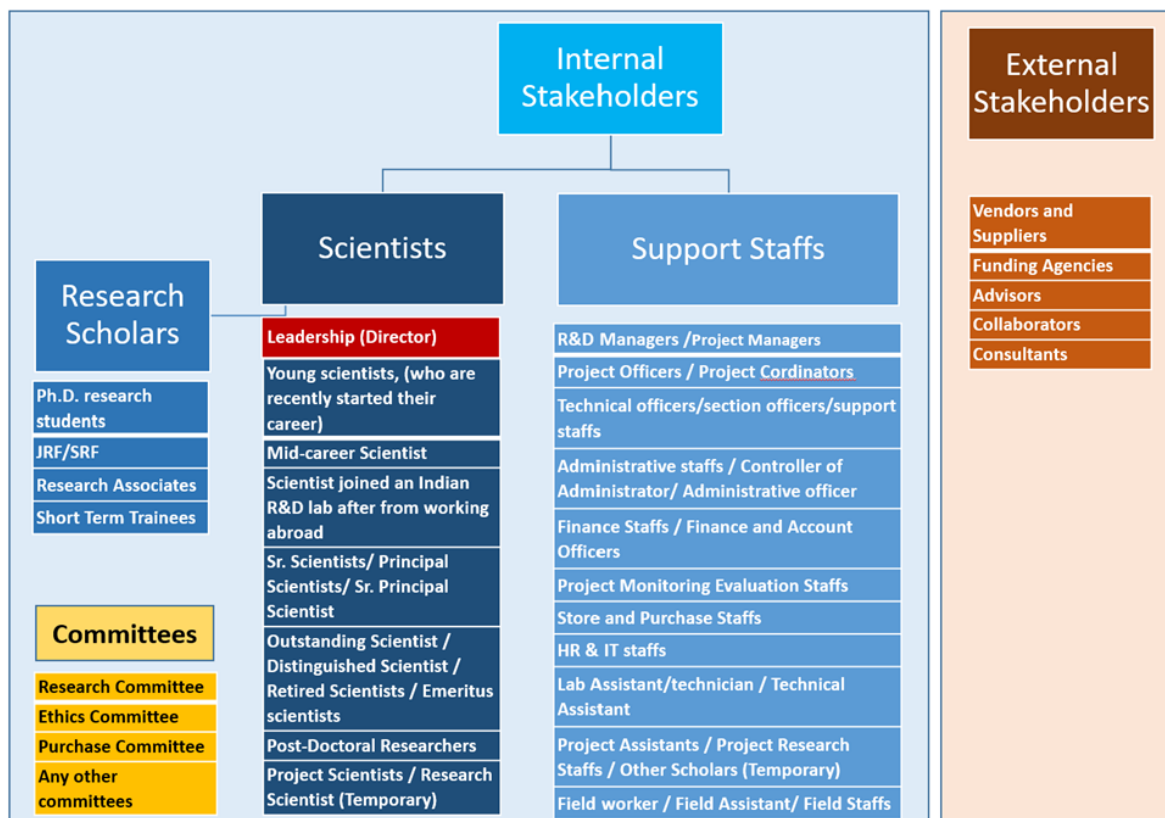 Internal
Stakeholders
External
Stakeholders
Scientists
Support Staffs
Research
Scholars
Ph.D. research
students
JRF/SRF
Research Associates
Short Term Trainees
Committees
Research Committee
Ethics Committee
Purchase Committee
Any other
committees
Leadership (Director)
Young scientists, (who are
recently started their
career)
Mid-career Scientist
Scientist joined an Indian
R&D lab after from working
abroad
Sr. Scientists/ Principal
Scientists/ Sr. Principal
Scientist
Outstanding Scientist /
Distinguished Scientist /
Retired Scientists / Emeritus
scientists
Post-Doctoral Researchers
Project Scientists / Research
Scientist (Temporary)
R&D Managers /Project Managers
Project Officers / Project Cordinators
Technical officers/section officers/support
staffs
Administrative staffs / Controller of
Administrator/ Administrative officer
Finance Staffs / Finance and Account
Officers
Project Monitoring Evaluation Staffs
Store and Purchase Staffs
HR & IT staffs
Lab Assistant/technician / Technical
Assistant
Project Assistants / Project Research
Staffs / Other Scholars (Temporary)
Field worker / Field Assistant/ Field Staffs
Vendors and
Suppliers
Funding Agencies
Advisors
Collaborators
Consultants